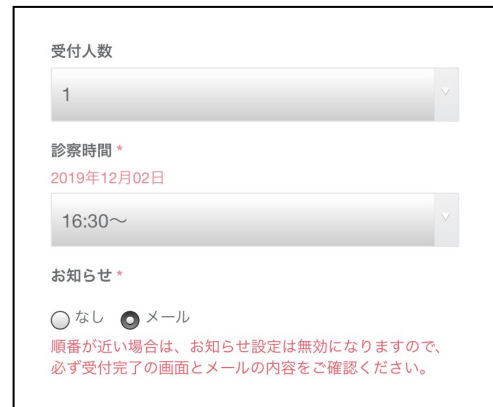 受付人数
1
診察時間 *
2019年12月02日
16:30〜
お知らせ *
なし メール
順番が近い場合は、お知らせ設定は無効になりますので、
必ず受付完了の画面とメールの内容をご確認ください。